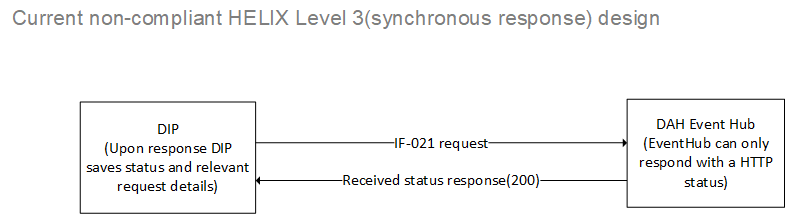 Current non-compliant HELIX Level 3(synchronous response) design
DIP
(Upon response DIP
saves status and relevant
request details)
IF-021 request
Received status response(200)
DAH Event Hub
(EventHub can only
respond with a HTTP
status)